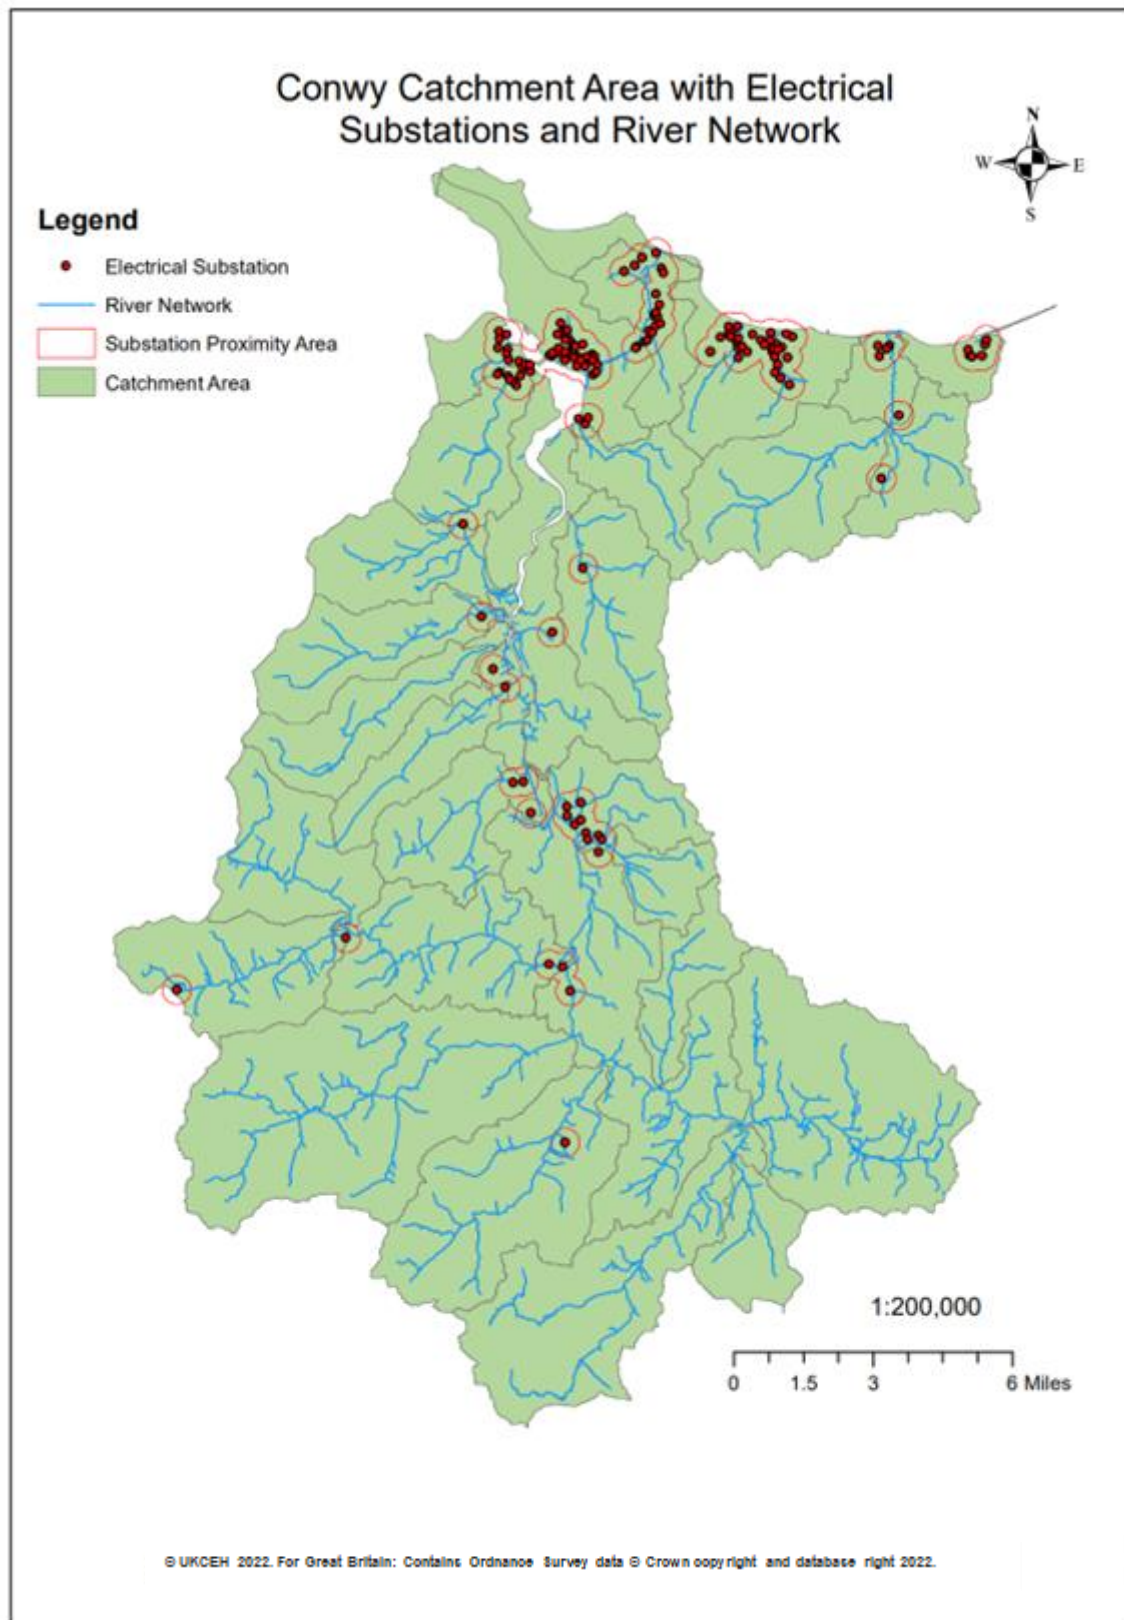 Conwy Catchment Area with Electrical
Substations and River Network
N
W
E
S
Legend
Electrical Substation
River Network
Substation Proximity Area
Catchment Area
1:200,000
0 1.5 3 6 Miles
© UKCEH 2022. For Great Britain: Contains Ordnance Survey data © Crown copyright and database right 2022.